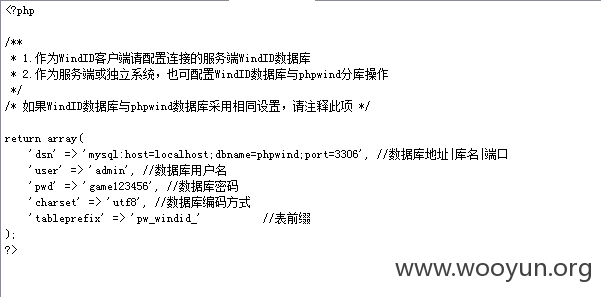 <?php
/**
* 1.作为WindID客户端请配置连接的服务端WindID数据库
* 2.作为服务端或独立系统，也可配置WindID数据库与phpwind分库操作
*/
/* 如果WindID数据库与phpwind数据库采用相同设置，请注释此项 */
return array(
'dsn' => 'mysql:host=localhost;dbname=phpwind;port=3306', //数据库地址|库名|端口
'user' => 'admin', //数据库用户名
'pwd' => 'game123456', //数据库密码
'charset' => 'utf8', //数据库编码方式
'tableprefix' => 'pw_windid_' //表前缀
);
?>
www.wooyun.org